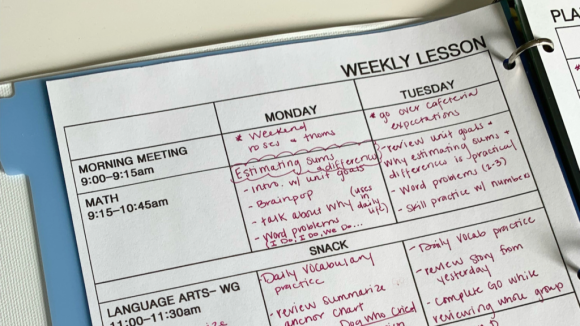 WEEKLY LESSON
PLA
MONDAY
TUESDAY
MORNING MEETING
9:00-9:15am
* Weekend
roses + thorns
* go over cafeteria
expectations
MATH
9:15-10:45am
Estimating sums
+ difference
- Intro. w/ unit goals
- Brainpop
- talk about why (uses
in
daily
life)
- Word problems
(I Do, I Do, We Do...
- review unit goals +
why estimating sums +
difference is practical
- Word problems (2-3)
- Skill practice w/ number
SNACK
LANGUAGE ARTS- WG
11:00-11:30am
- Daily Vocabulary
practice
- review summarize
anchor chart
Dog Who Cried
- Daily Vocab practice
- review story from
yesterday
- complete GO while
reviewing whole group